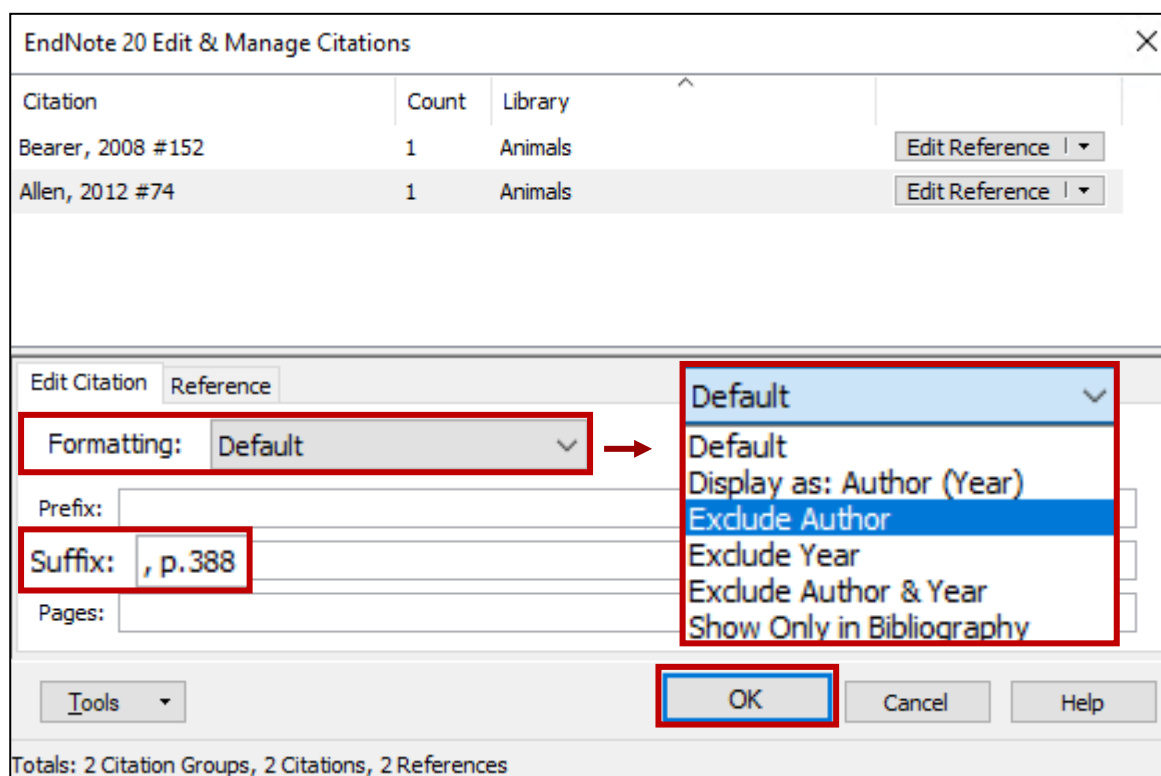 EndNote 20 Edit & Manage Citations
Citation Count Library
Bearer, 2008 #152 1 Animals Edit Reference
Allen, 2012 #74 1 Animals Edit Reference
Edit Citation Reference
Formatting: Default
Default
Default
Display as: Author (Year)
Exclude Author
Exclude Year
Exclude Author & Year
Show Only in Bibliography
Prefix:
Suffix: , p.388
Pages:
Tools OK Cancel Help
Totals: 2 Citation Groups, 2 Citations, 2 References